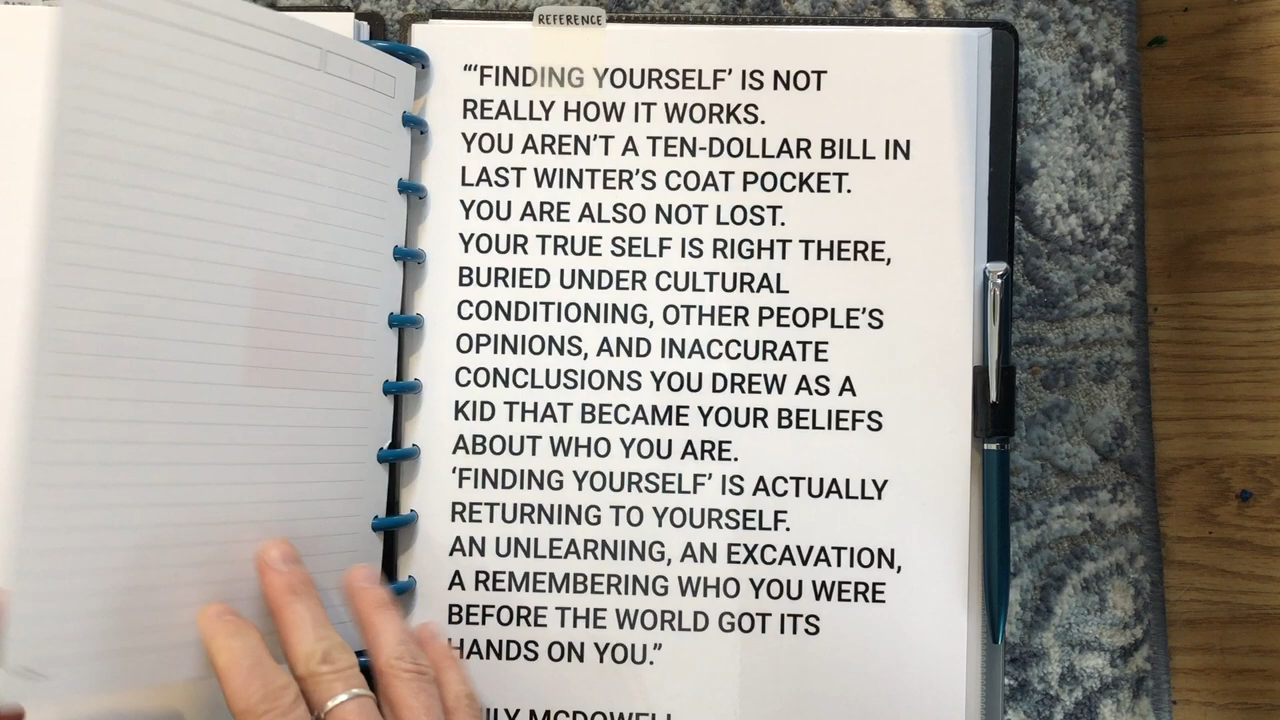 REFERENCE
“‘FINDING YOURSELF’ IS NOT
REALLY HOW IT WORKS.
YOU AREN’T A TEN-DOLLAR BILL IN
LAST WINTER’S COAT POCKET.
YOU ARE ALSO NOT LOST.
YOUR TRUE SELF IS RIGHT THERE,
BURIED UNDER CULTURAL
CONDITIONING, OTHER PEOPLE’S
OPINIONS, AND INACCURATE
CONCLUSIONS YOU DREW AS A
KID THAT BECAME YOUR BELIEFS
ABOUT WHO YOU ARE.
‘FINDING YOURSELF’ IS ACTUALLY
RETURNING TO YOURSELF.
AN UNLEARNING, AN EXCAVATION,
A REMEMBERING WHO YOU WERE
BEFORE THE WORLD GOT ITS
HANDS ON YOU.”
MCDOWELL